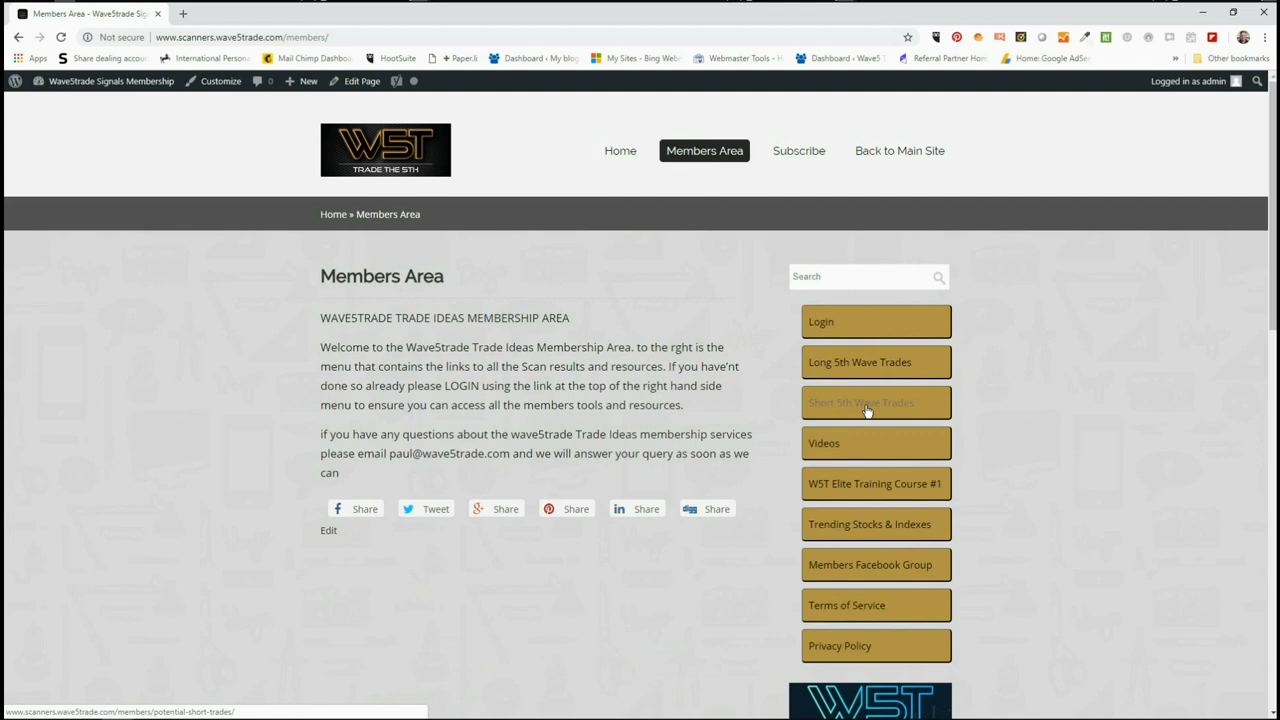 Members Area - Wave5trade Sig
Not secure www.scanners.wave5trade.com/members/
Apps Share dealing accou International Persona Mail Chimp Dashboa HootSuite + Paper.li Dashboard ‹ My blog My Sites - Bing Web Webmaster Tools - H Dashboard ‹ Wave5 T Referral Partner Hom Home: Google AdSe » Other bookmarks
Wave5trade Signals Membership Customize 0 New Edit Page Logged in as admin
W5T
TRADE THE 5TH
Home Members Area Subscribe Back to Main Site
Home » Members Area
Members Area
WAVE5TRADE TRADE IDEAS MEMBERSHIP AREA
Welcome to the Wave5trade Trade Ideas Membership Area. to the rght is the
menu that contains the links to all the Scan results and resources. If you have'nt
done so already please LOGIN using the link at the top of the right hand side
menu to ensure you can access all the members tools and resources.
if you have any questions about the wave5trade Trade Ideas membership services
please email paul@wave5trade.com and we will answer your query as soon as we
can
Share Tweet Share Share Share Share
Edit
Search
Login
Long 5th Wave Trades
Short 5th Wave Trades
Videos
W5T Elite Training Course #1
Trending Stocks & Indexes
Members Facebook Group
Terms of Service
Privacy Policy
W5T
www.scanners.wave5trade.com/members/potential-short-trades/